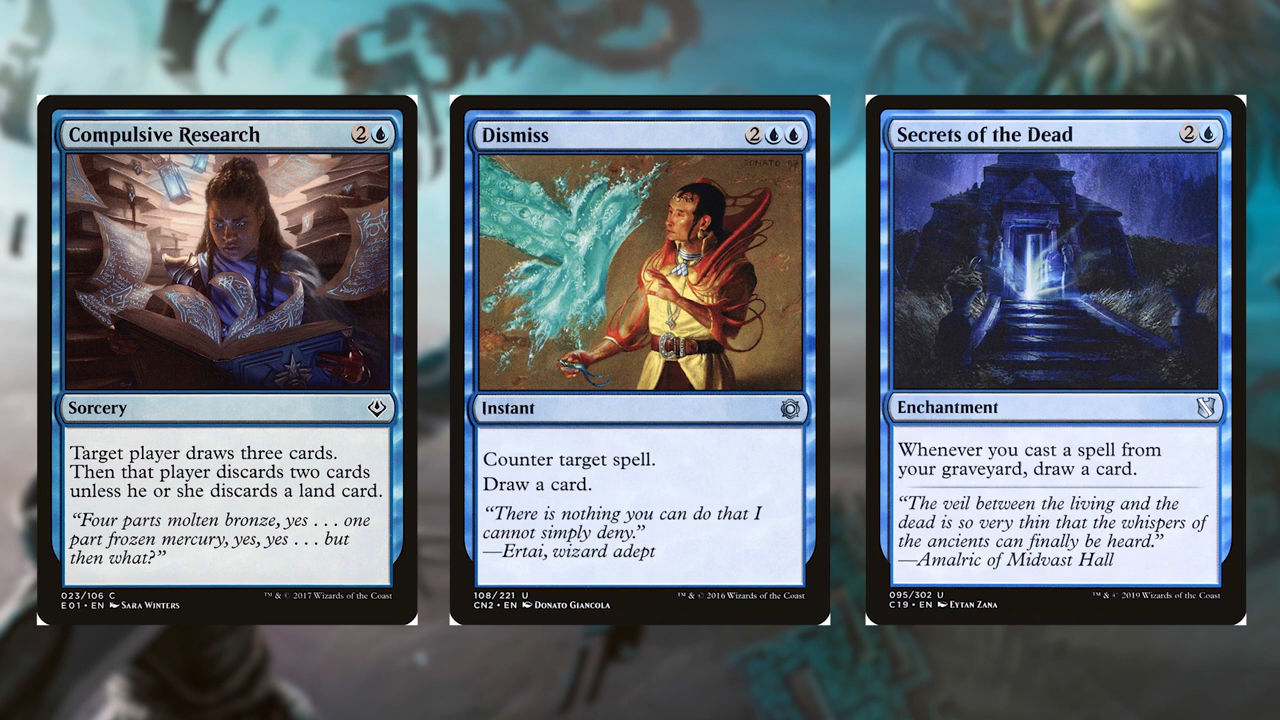 Compulsive Research 2
Sorcery
Target player draws three cards.
Then that player discards two cards
unless he or she discards a land card.
“Four parts molten bronze, yes . . . one
part frozen mercury, yes, yes . . . but
then what?”
023/106 C
E01 • EN Sara Winters
™ & © 2017 Wizards of the Coast
Dismiss 2
DONATO
Instant
Counter target spell.
Draw a card.
“There is nothing you can do that I
cannot simply deny.”
—Ertai, wizard adept
108/221 U
CN2 • EN Donato Giancola
™ & © 2016 Wizards of the Coast
Secrets of the Dead 2
Enchantment
Whenever you cast a spell from
your graveyard, draw a card.
“The veil between the living and the
dead is so very thin that the whispers of
the ancients can finally be heard.”
—Amalric of Midvast Hall
095/302 U
C19 • EN Eytan Zana
™ & © 2019 Wizards of the Coast